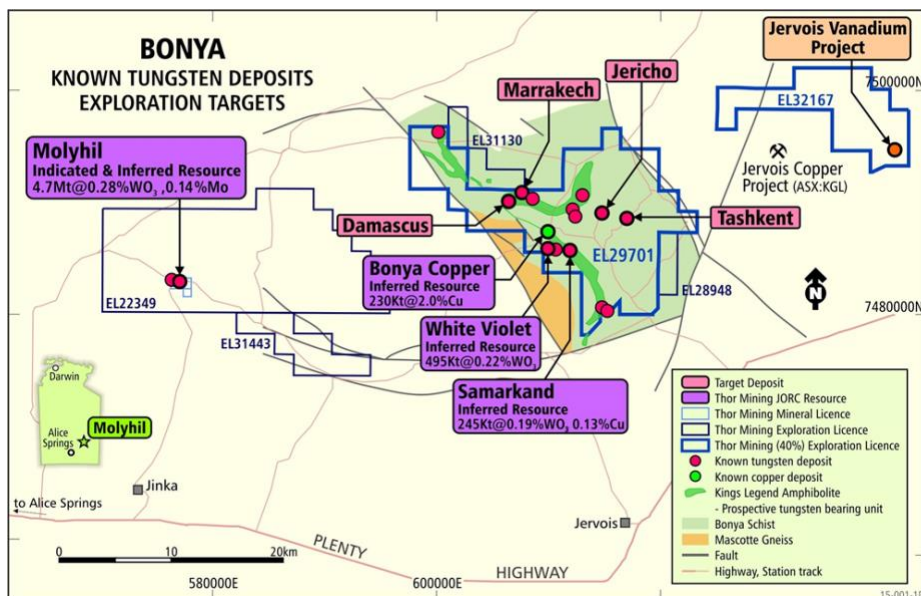 BONYA
KNOWN TUNGSTEN DEPOSITS
EXPLORATION TARGETS
Jervois Vanadium
Project
7500000N
EL32167
Jericho
Marrakech
EL31130
Molyhil
Indicated & Inferred Resource
4.7Mt@0.28%WO3 ,0.14%Mo
Jervois Copper
Project (ASX:KGL)
Damascus
Tashkent
EL29701
Bonya Copper
Inferred Resource
230Kt@2.0%Cu
EL28948
EL22349
N
7480000N
White Violet
Inferred Resource
495Kt@0.22%WO3
EL31443
Samarkand
Inferred Resource
245Kt@0.19%WO3 0.13%Cu
Darwin
Alice
Springs
Molyhil
Jinka
to Alice Springs
Jervois
PLENTY
HIGHWAY
0 10 20km
580000E
600000E
Target Deposit
Thor Mining JORC Resource
Thor Mining Mineral Licence
Thor Mining Exploration Licence
Thor Mining (40%) Exploration Licence
Known tungsten deposit
Known copper deposit
Kings Legend Amphibolite
- Prospective tungsten bearing unit
Bonya Schist
Mascotte Gneiss
Fault
Highway, Station track